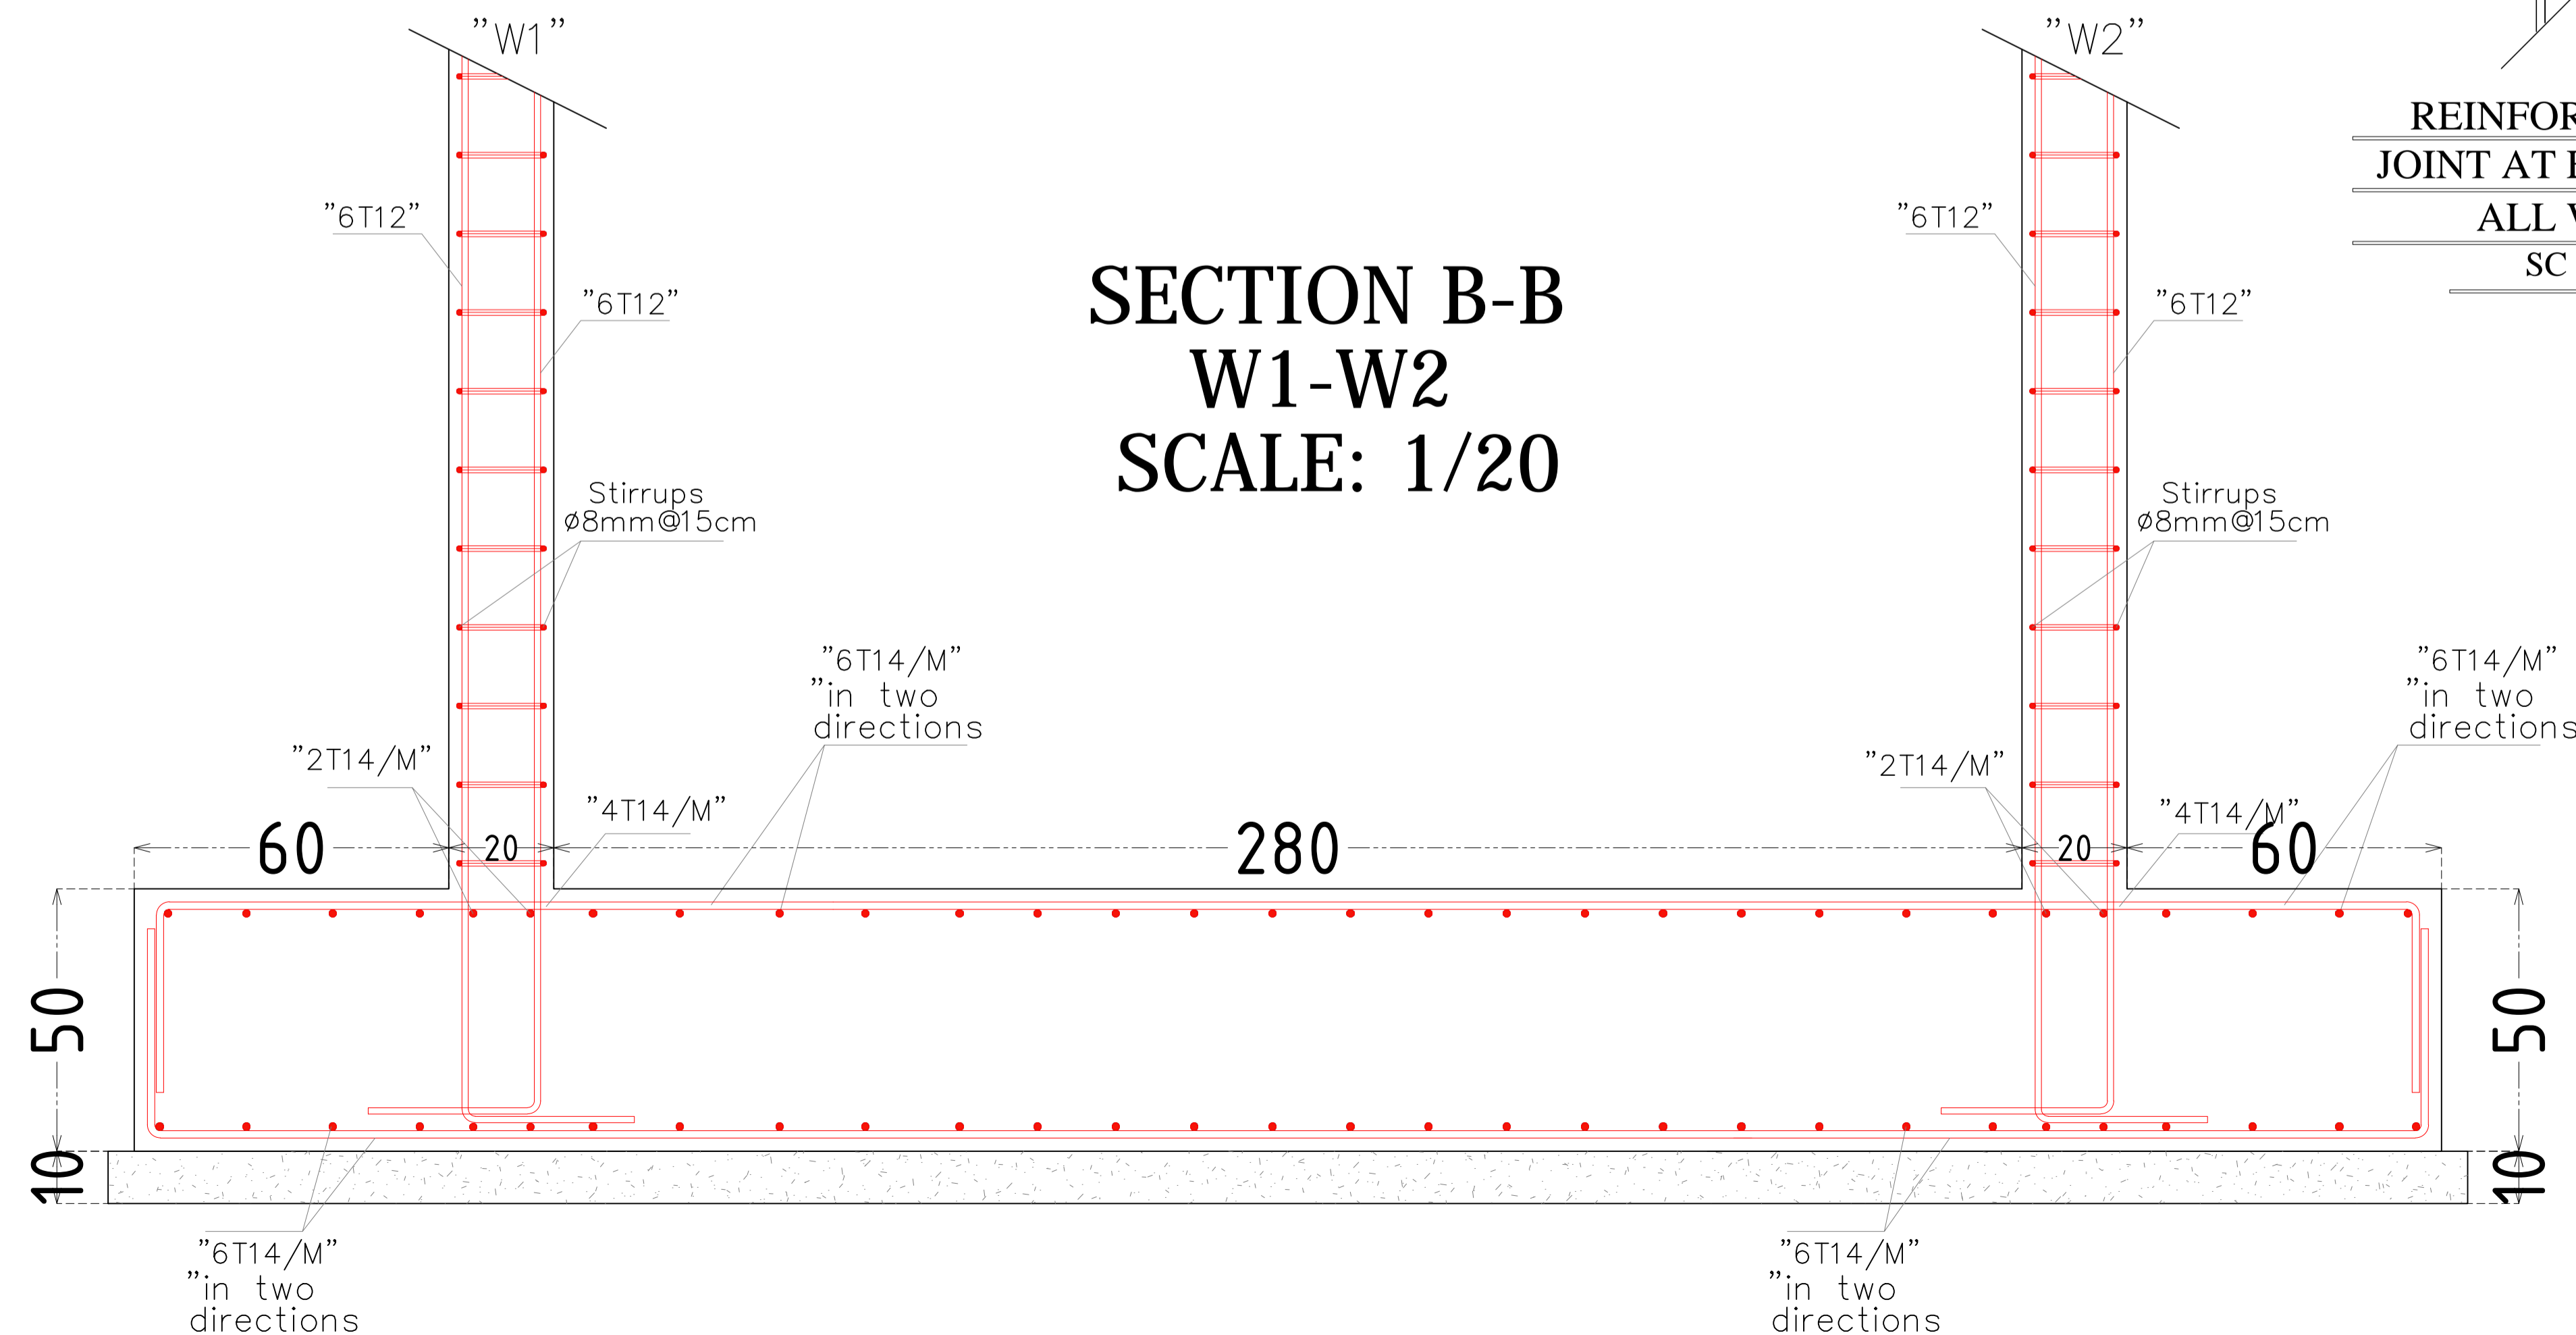 ”W1”
”W2”
REINFOR
JOINT AT
ALL
SC
”6T12”
”6T12”
”6T12”
”6T12”
SECTION B-B
W1-W2
SCALE: 1/20
Stirrups
ø8mm@15cm
Stirrups
ø8mm@15cm
”6T14/M”
”in two
directions
”6T14/M”
”in two
directions
”2T14/M”
”2T14/M”
”4T14/M”
”4T14/M”
60
20
280
20
60
50
50
10
10
”6T14/M”
”in two
directions
”6T14/M”
”in two
directions